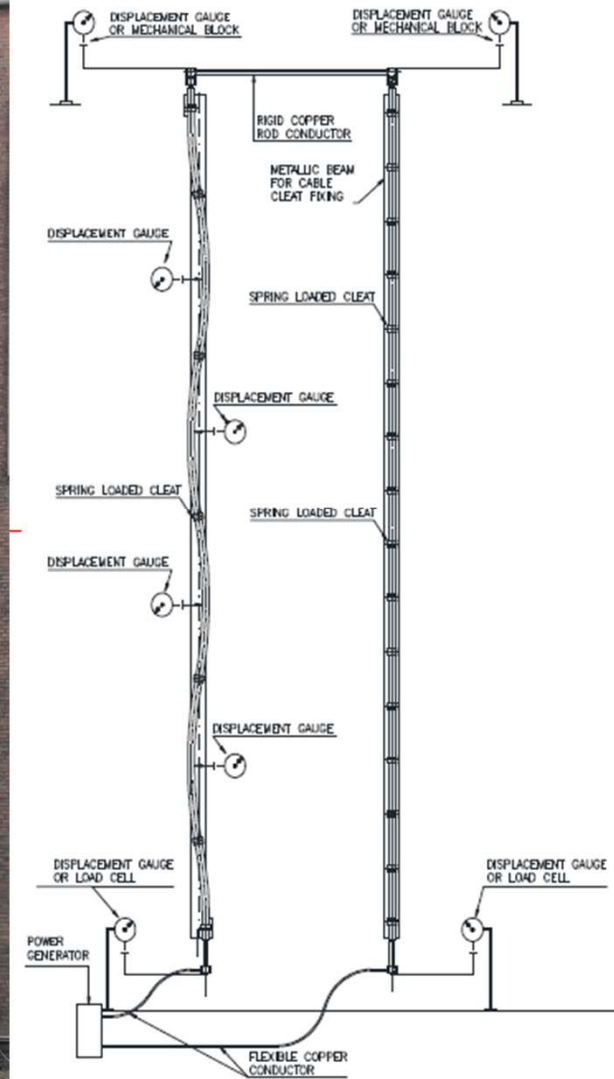 DISPLACEMENT GAUGE
OR MECHANICAL BLOCK
DISPLACEMENT GAUGE
OR MECHANICAL BLOCK
RIGID COPPER
ROD CONDUCTOR
METALLIC BEAM
FOR CABLE
CLEAT FIXING
DISPLACEMENT GAUGE
SPRING LOADED CLEAT
DISPLACEMENT GAUGE
SPRING LOADED CLEAT
SPRING LOADED CLEAT
DISPLACEMENT GAUGE
DISPLACEMENT GAUGE
DISPLACEMENT GAUGE
OR LOAD CELL
DISPLACEMENT GAUGE
OR LOAD CELL
POWER
GENERATOR
FLEXIBLE COPPER
CONDUCTOR